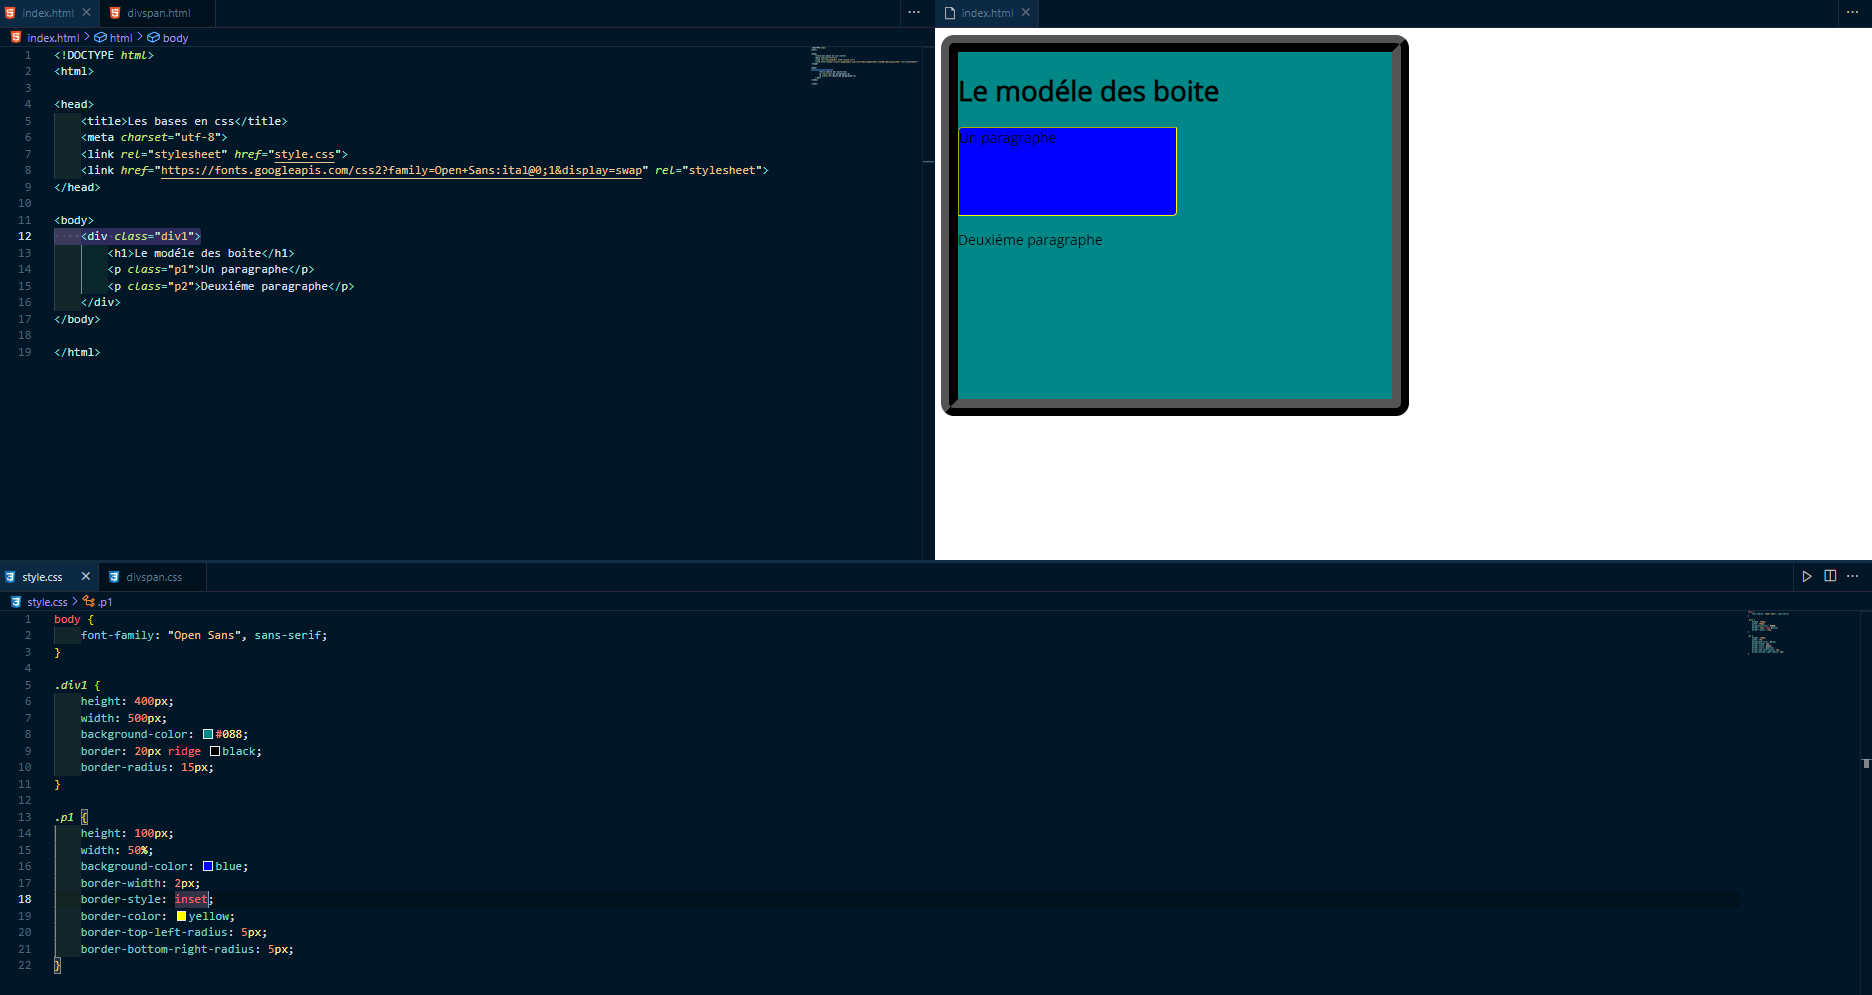 index.html
divspan.html
index.html > html > body
1 <!DOCTYPE html>
2 <html>
3
4 <head>
5 <title>Les bases en css</title>
6 <meta charset="utf-8">
7 <link rel="stylesheet" href="style.css">
8 <link href="https://fonts.googleapis.com/css2?family=Open+Sans:ital@0;1&display=swap" rel="stylesheet">
9 </head>
10
11 <body>
12 ····<div class="div1">
13 <h1>Le modéle des boite</h1>
14 <p class="p1">Un paragraphe</p>
15 <p class="p2">Deuxiéme paragraphe</p>
16 </div>
17 </body>
18
19 </html>
index.html
Le modéle des boite
Un paragraphe
Deuxiéme paragraphe
style.css
divspan.css
style.css > .p1
1 body {
2 font-family: "Open Sans", sans-serif;
3 }
4
5 .div1 {
6 height: 400px;
7 width: 500px;
8 background-color: #088;
9 border: 20px ridge black;
10 border-radius: 15px;
11 }
12
13 .p1 {
14 height: 100px;
15 width: 50%;
16 background-color: blue;
17 border-width: 2px;
18 border-style: inset;
19 border-color: yellow;
20 border-top-left-radius: 5px;
21 border-bottom-right-radius: 5px;
22 }